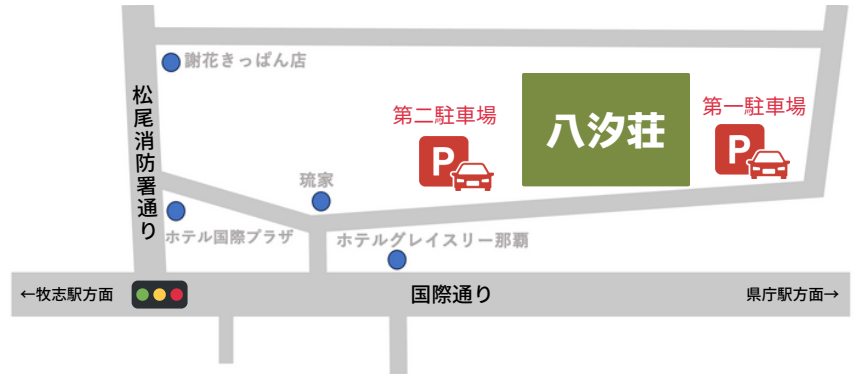 謝花きっぱん店
松尾消防署通り
第二駐車場
P
八汐荘
第一駐車場
P
琉家
ホテル国際プラザ
ホテルグレイスリー那覇
←牧志駅方面
国際通り
県庁駅方面→